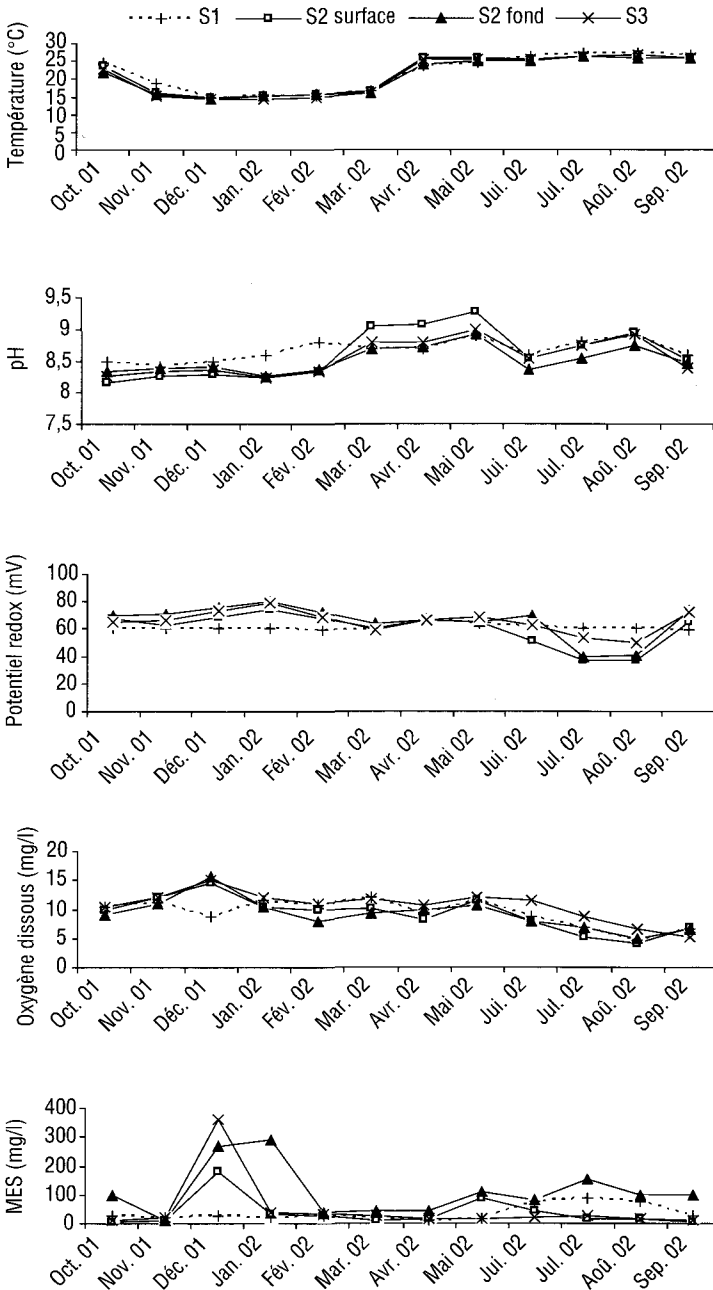 S1 S2 surface S2 fond S3
Température (°C)
30
25
20
15
10
5
0
Oct. 01 Nov. 01 Déc. 01 Jan. 02 Fév. 02 Mar. 02 Avr. 02 Mai 02 Jui. 02 Jul. 02 Aoû. 02 Sep. 02
pH
9,5
9
8,5
8
7,5
Oct. 01 Nov. 01 Déc. 01 Jan. 02 Fév. 02 Mar. 02 Avr. 02 Mai 02 Jui. 02 Jul. 02 Aoû. 02 Sep. 02
Potentiel redox (mV)
100
80
60
40
20
0
Oct. 01 Nov. 01 Déc. 01 Jan. 02 Fév. 02 Mar. 02 Avr. 02 Mai 02 Jui. 02 Jul. 02 Aoû. 02 Sep. 02
Oxygène dissous (mg/l)
20
15
10
5
0
Oct. 01 Nov. 01 Déc. 01 Jan. 02 Fév. 02 Mar. 02 Avr. 02 Mai 02 Jui. 02 Jul. 02 Aoû. 02 Sep. 02
MES (mg/l)
400
300
200
100
0
Oct. 01 Nov. 01 Déc. 01 Jan. 02 Fév. 02 Mar. 02 Avr. 02 Mai 02 Jui. 02 Jul. 02 Aoû. 02 Sep. 02